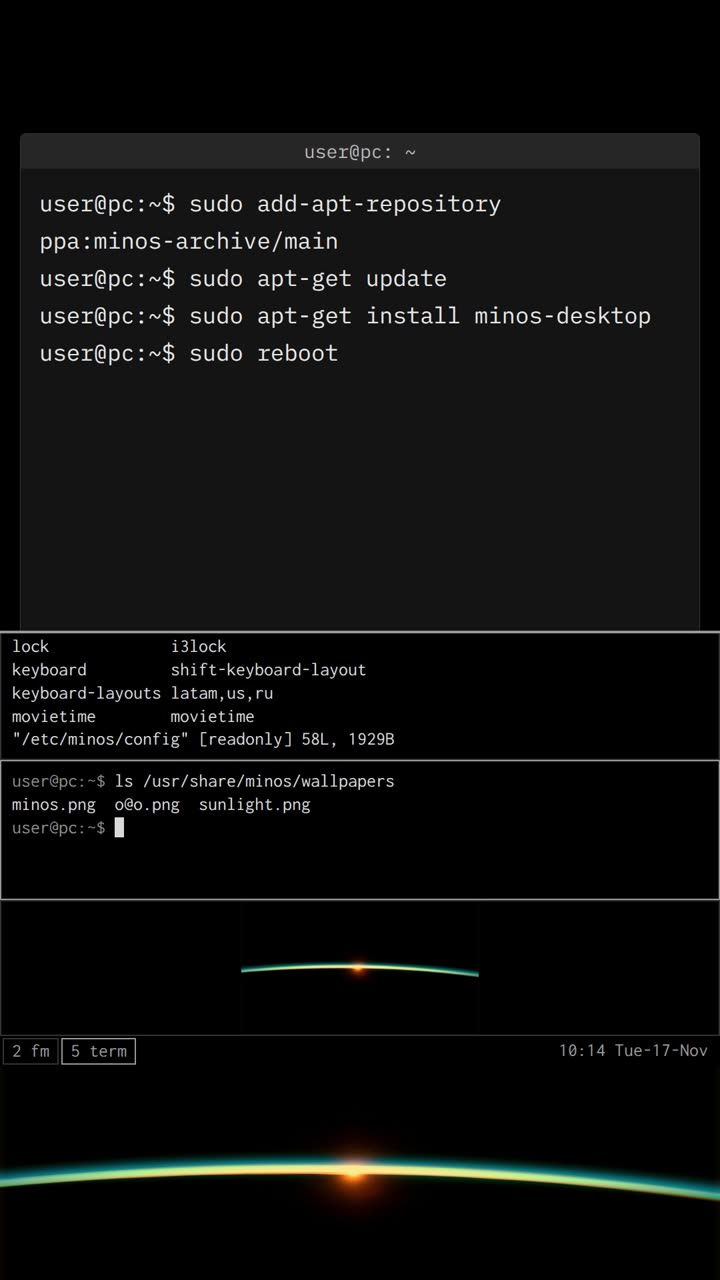 user@pc: ~
user@pc:~$ sudo add-apt-repository
ppa:minos-archive/main
user@pc:~$ sudo apt-get update
user@pc:~$ sudo apt-get install minos-desktop
user@pc:~$ sudo reboot
lock i3lock
keyboard shift-keyboard-layout
keyboard-layouts latam,us,ru
movietime movietime
"/etc/minos/config" [readonly] 58L, 1929B
user@pc:~$ ls /usr/share/minos/wallpapers
minos.png o@o.png sunlight.png
user@pc:~$
2 fm 5 term 10:14 Tue-17-Nov